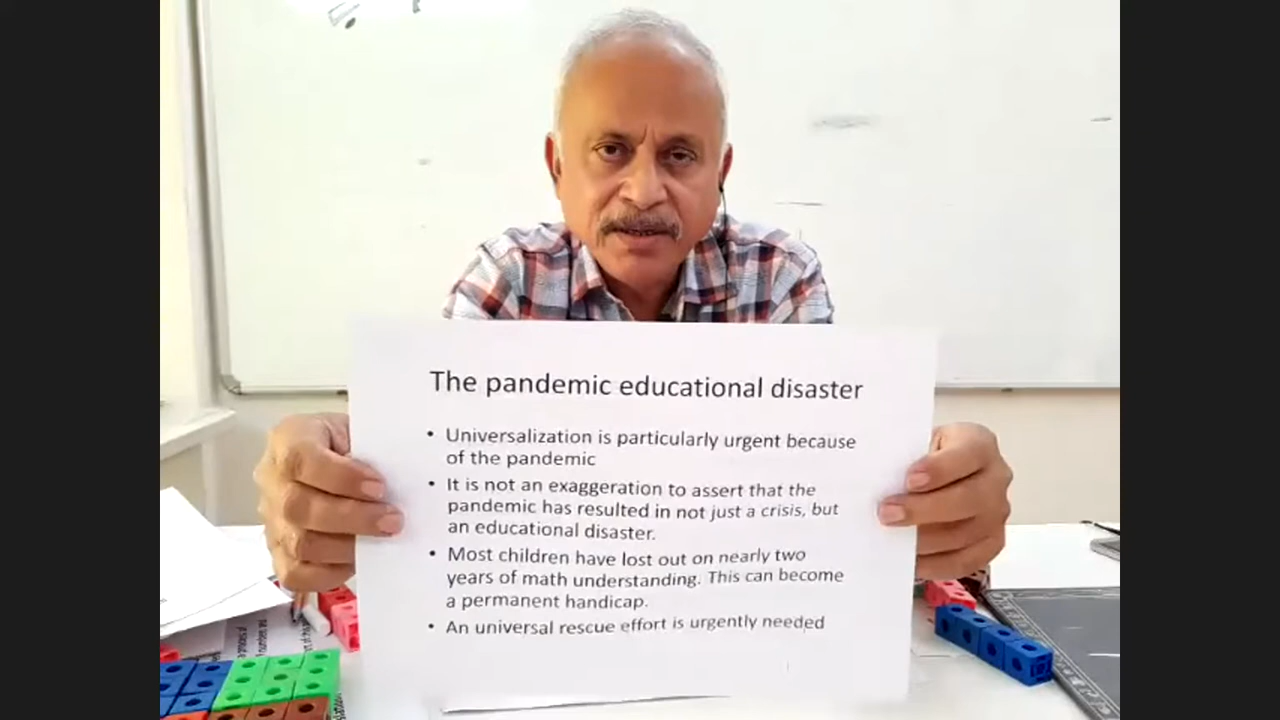 The pandemic educational disaster
• Universalization is particularly urgent because
of the pandemic
• It is not an exaggeration to assert that the
pandemic has resulted in not just a crisis, but
an educational disaster.
• Most children have lost out on nearly two
years of math understanding. This can become
a permanent handicap.
• An universal rescue effort is urgently needed